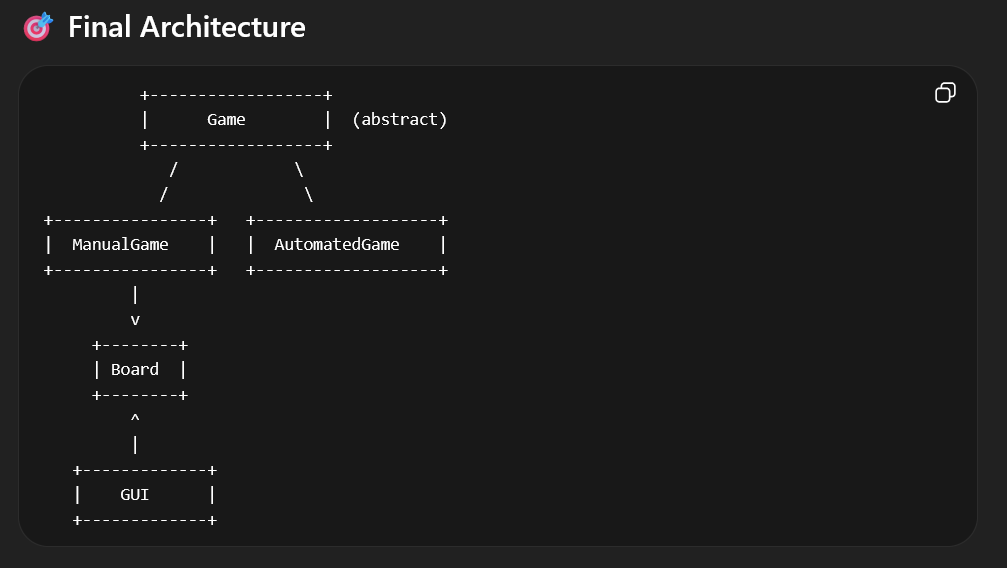 🎯 Final Architecture
          +------------------+
          |      Game        |  (abstract)
          +------------------+
             /            \
            /              \
+----------------+   +-------------------+
|  ManualGame    |   |  AutomatedGame    |
+----------------+   +-------------------+
         |
         v
     +--------+
     | Board  |
     +--------+
         ^
         |
   +-------------+
   |    GUI      |
   +-------------+